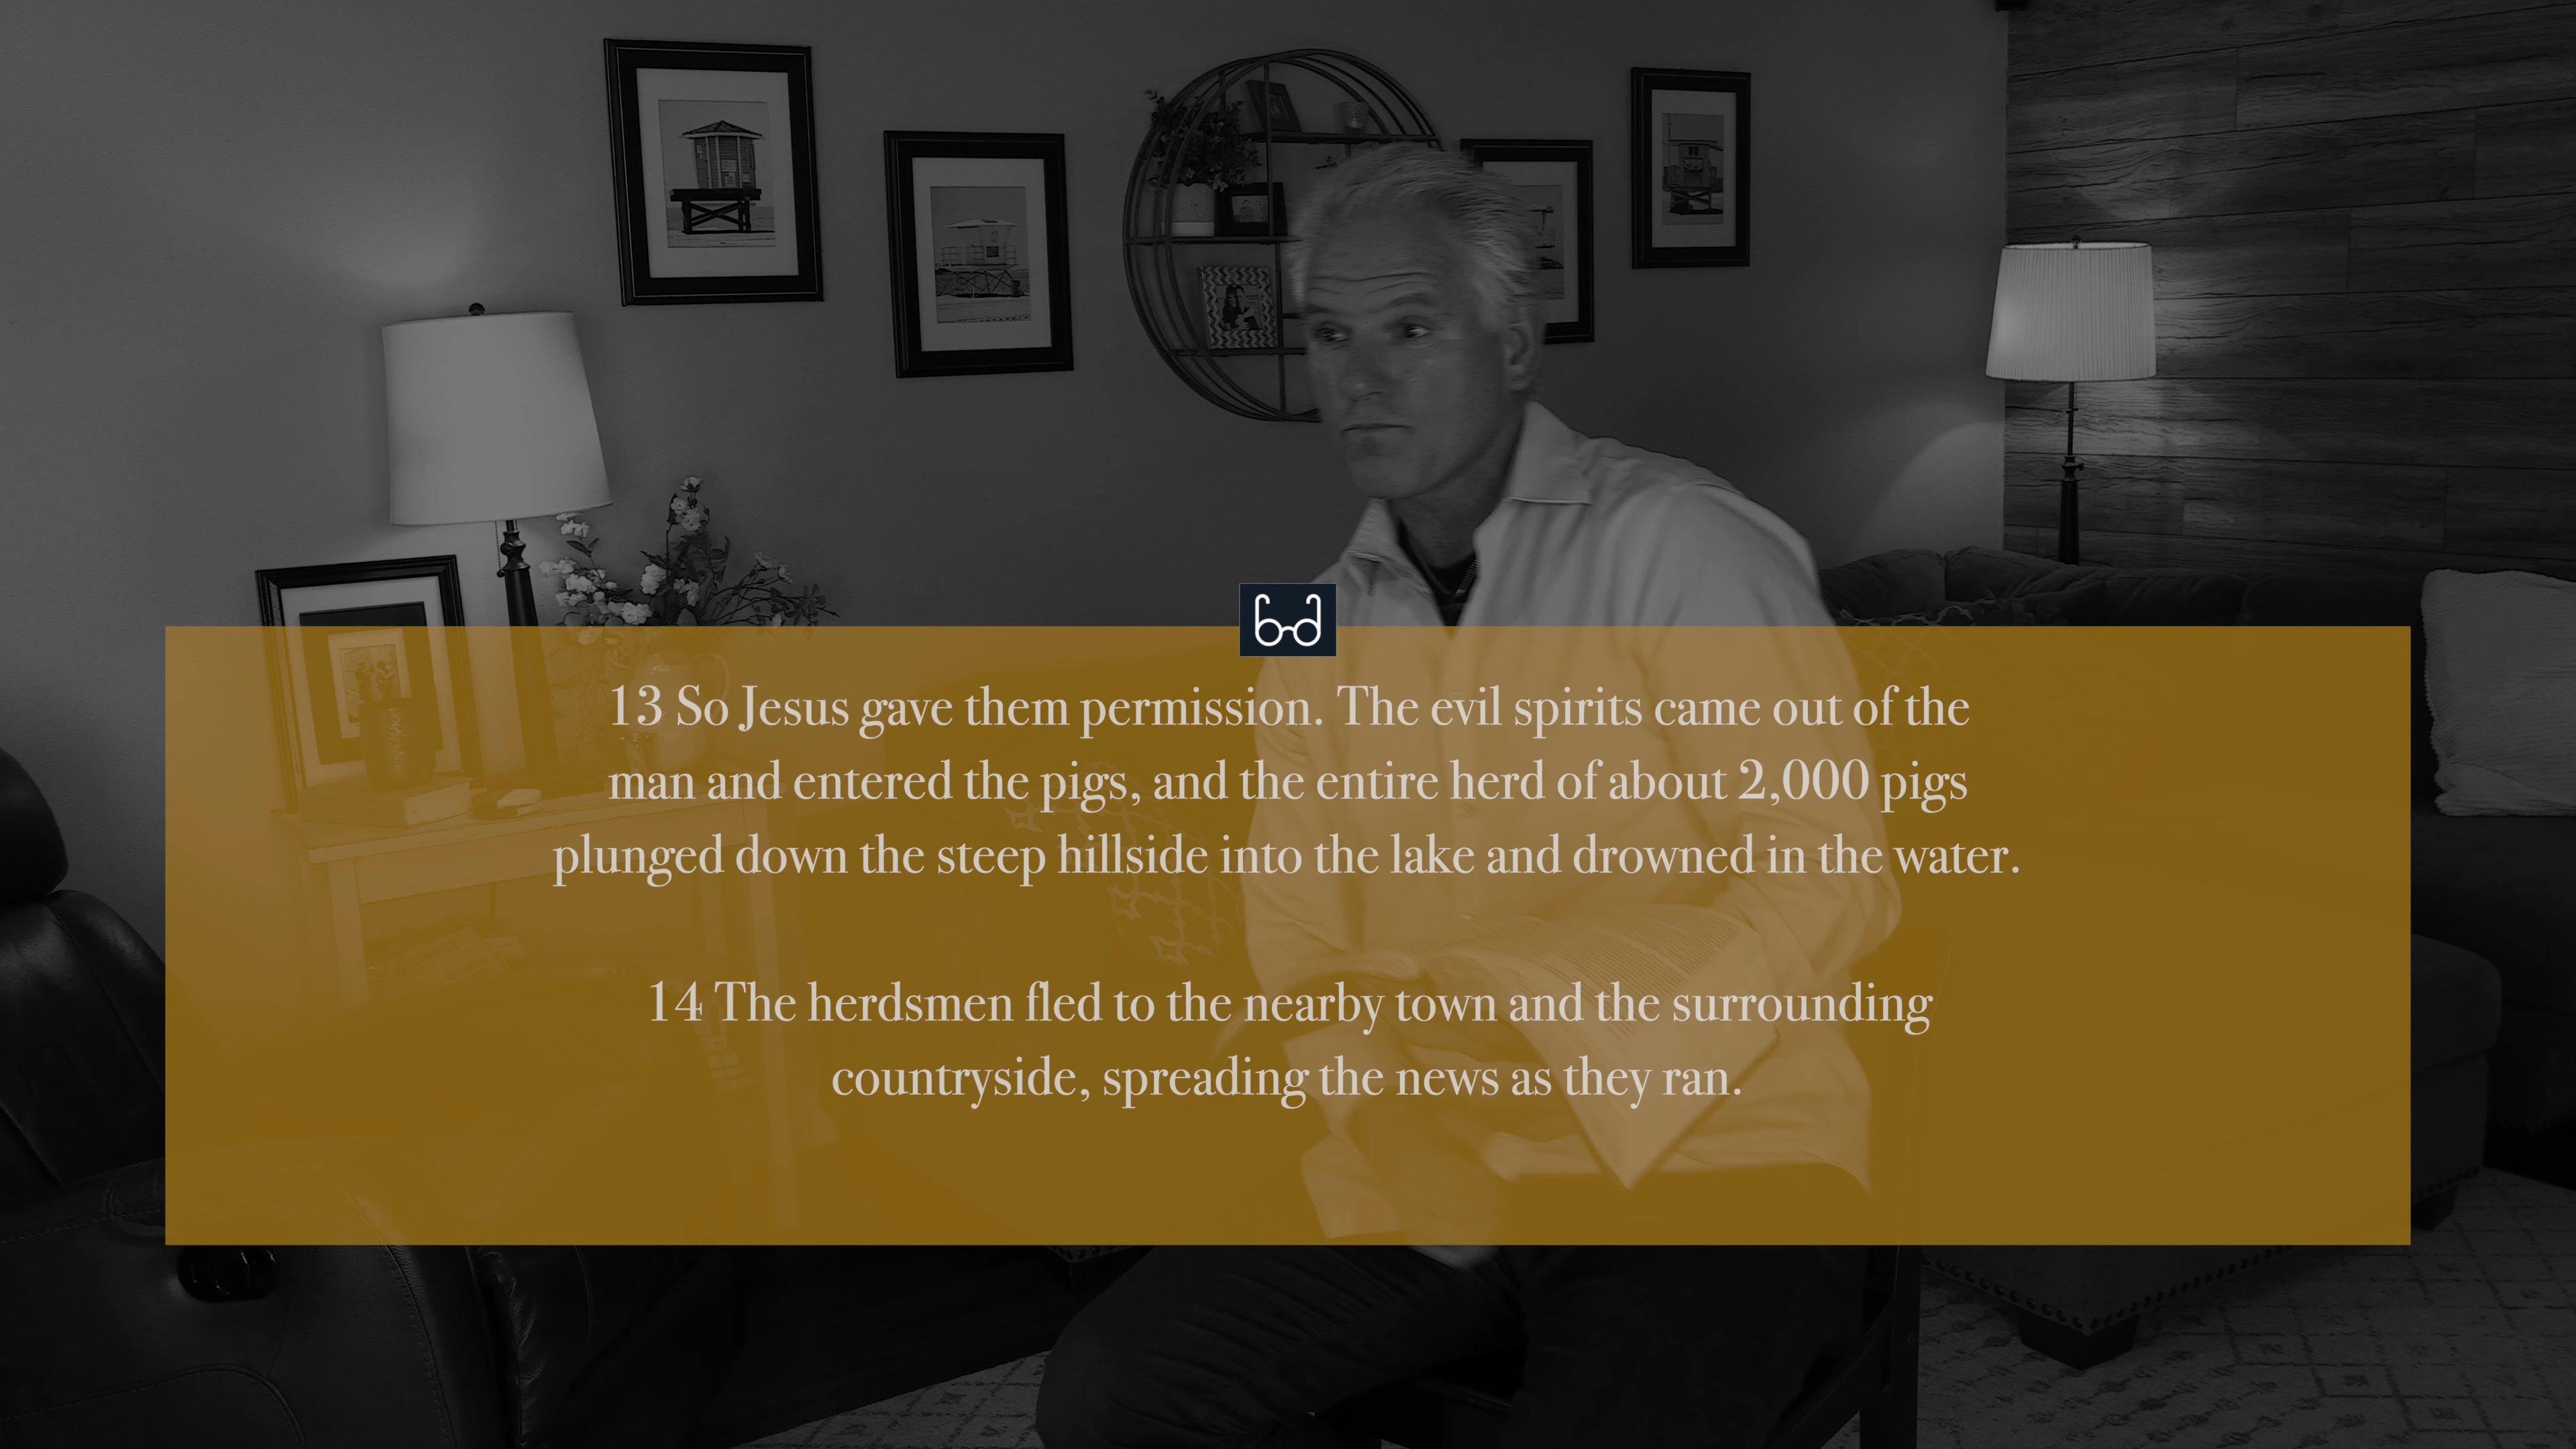 13 So Jesus gave them permission. The evil spirits came out of the
man and entered the pigs, and the entire herd of about 2,000 pigs
plunged down the steep hillside into the lake and drowned in the water.
14 The herdsmen fled to the nearby town and the surrounding
countryside, spreading the news as they ran.